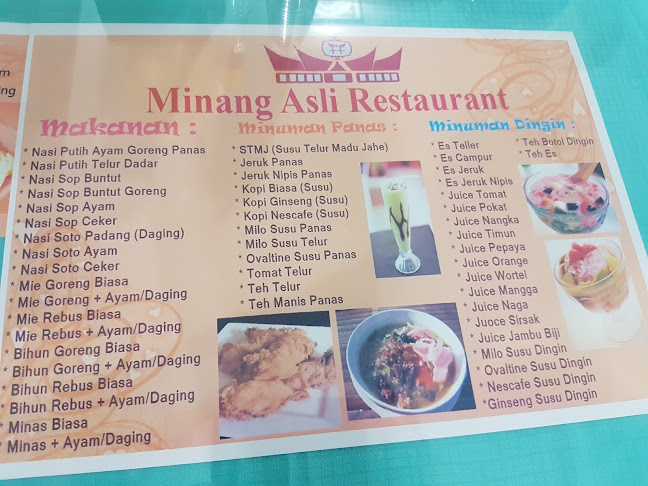 Minang Asli Restaurant
Makanan :
* Nasi Putih Ayam Goreng Panas
* Nasi Putih Telur Dadar
* Nasi Sop Buntut
* Nasi Sop Buntut Goreng
* Nasi Sop Ayam
* Nasi Sop Ceker
* Nasi Soto Padang (Daging)
* Nasi Soto Ayam
* Nasi Soto Ceker
* Mie Goreng Biasa
* Mie Goreng + Ayam/Daging
* Mie Rebus Biasa
* Mie Rebus + Ayam/Daging
* Bihun Goreng Biasa
* Bihun Goreng + Ayam/Daging
* Bihun Rebus Biasa
* Bihun Rebus + Ayam/Daging
* Minas Biasa
* Minas + Ayam/Daging
Minuman Panas :
* STMJ (Susu Telur Madu Jahe)
* Jeruk Panas
* Jeruk Nipis Panas
* Kopi Biasa (Susu)
* Kopi Ginseng (Susu)
* Kopi Nescafe (Susu)
* Milo Susu Panas
* Milo Susu Telur
* Ovaltine Susu Panas
* Tomat Telur
* Teh Telur
* Teh Manis Panas
Minuman Dingin :
* Es Teller
* Es Campur
* Es Jeruk
* Es Jeruk Nipis
* Juice Tomat
* Juice Pokat
* Juice Nangka
* Juice Timun
* Juice Pepaya
* Juice Orange
* Juice Wortel
* Juice Mangga
* Juice Naga
* Juoce Sirsak
* Juice Jambu Biji
* Milo Susu Dingin
* Ovaltine Susu Dingin
* Nescafe Susu Dingin
* Ginseng Susu Dingin
* Teh Botol Dingin
* Teh Es